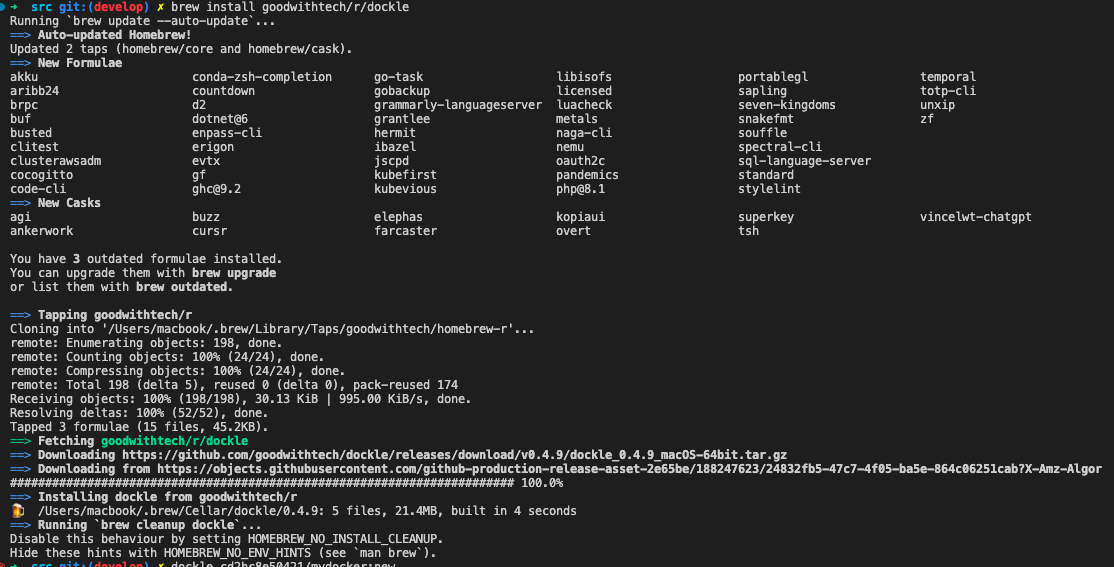 → src git:(develop) ✗ brew install goodwithtech/r/dockle
Running `brew update --auto-update`...
==> Auto-updated Homebrew!
Updated 2 taps (homebrew/core and homebrew/cask).
==> New Formulae
akku conda-zsh-completion go-task libisofs portablegl temporal
aribb24 countdown gobackup licensed sapling totp-cli
brpc d2 grammarly-languageserver luacheck seven-kingdoms unxip
buf dotnet@6 grantlee metals snakefmt zf
busted enpass-cli hermit naga-cli souffle
clitest erigon ibazel nemu spectral-cli
clusterawsadm evtx jscpd oauth2c sql-language-server
cocogitto gf kubefirst pandemics standard
code-cli ghc@9.2 kubevious php@8.1 stylelint
==> New Casks
agi buzz elephas kopiaui superkey vincelwt-chatgpt
ankerwork cursr farcaster overt tsh
You have 3 outdated formulae installed.
You can upgrade them with brew upgrade
or list them with brew outdated.
==> Tapping goodwithtech/r
Cloning into '/Users/macbook/.brew/Library/Taps/goodwithtech/homebrew-r'...
remote: Enumerating objects: 198, done.
remote: Counting objects: 100% (24/24), done.
remote: Compressing objects: 100% (24/24), done.
remote: Total 198 (delta 5), reused 0 (delta 0), pack-reused 174
Receiving objects: 100% (198/198), 30.13 KiB | 995.00 KiB/s, done.
Resolving deltas: 100% (52/52), done.
Tapped 3 formulae (15 files, 45.2KB).
==> Fetching goodwithtech/r/dockle
==> Downloading https://github.com/goodwithtech/dockle/releases/download/v0.4.9/dockle_0.4.9_macOS-64bit.tar.gz
==> Downloading from https://objects.githubusercontent.com/github-production-release-asset-2e65be/188247623/24832fb5-47c7-4f05-ba5e-864c06251cab?X-Amz-Algor
######################################################################## 100.0%
==> Installing dockle from goodwithtech/r
🍺 /Users/macbook/.brew/Cellar/dockle/0.4.9: 5 files, 21.4MB, built in 4 seconds
==> Running `brew cleanup dockle`...
Disable this behaviour by setting HOMEBREW_NO_INSTALL_CLEANUP.
Hide these hints with HOMEBREW_NO_ENV_HINTS (see `man brew`).
→ src git:(develop) ✗ dockle cd2bc8e50421/mydocker:new